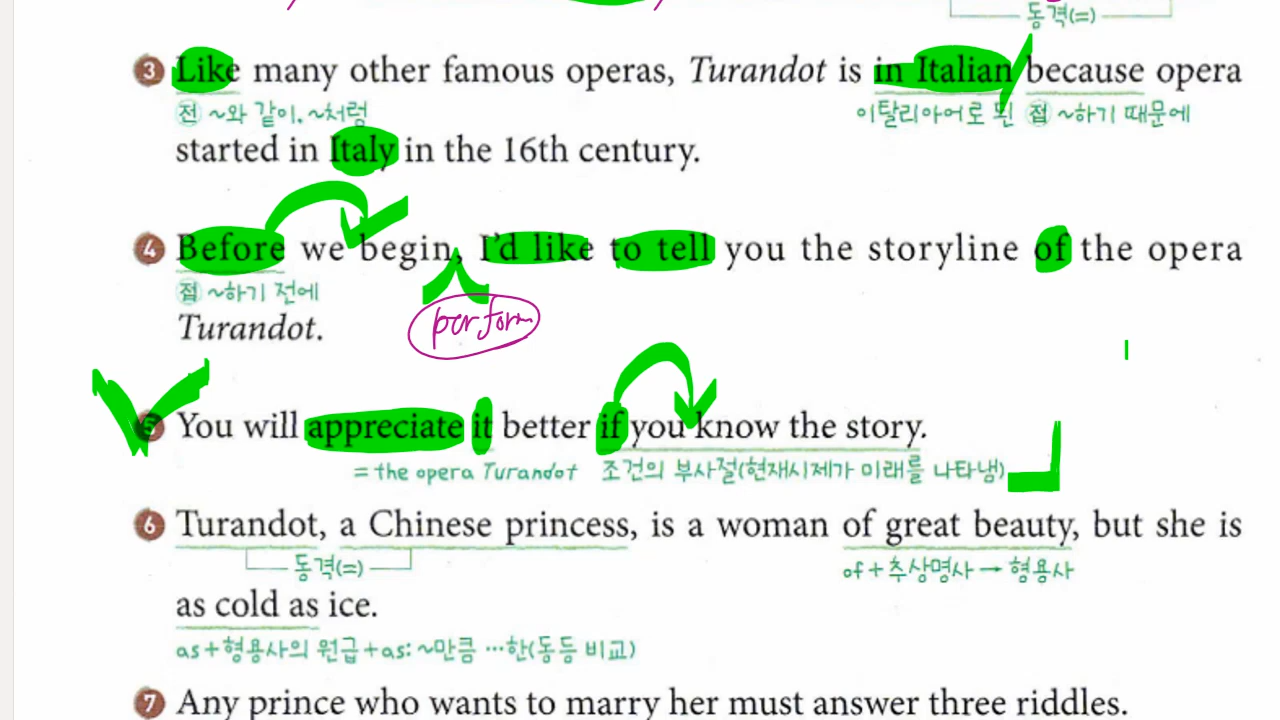 동격(=)
③ Like many other famous operas, Turandot is in Italian because opera
전 ~와 같이, ~처럼 이탈리아어로 된 접 ~하기 때문에
started in Italy in the 16th century.
④ Before we begin, I'd like to tell you the storyline of the opera
접 ~하기 전에
perform
Turandot.
⑤ You will appreciate it better if you know the story.
= the opera Turandot 조건의 부사절(현재시제가 미래를 나타냄)
⑥ Turandot, a Chinese princess, is a woman of great beauty, but she is
동격(=) of + 추상명사 → 형용사
as cold as ice.
as + 형용사의 원급 + as: ~만큼 …한(동등 비교)
⑦ Any prince who wants to marry her must answer three riddles.